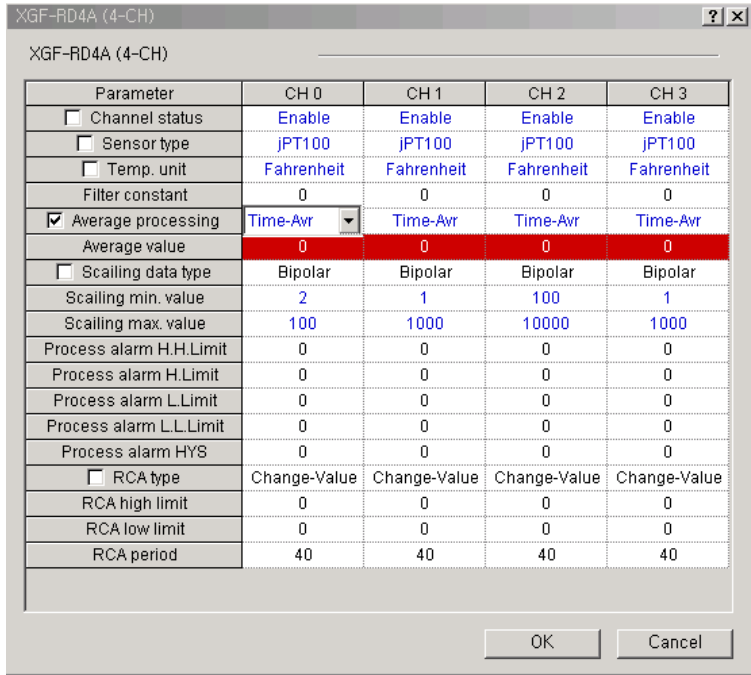 XGF-RD4A (4-CH)
XGF-RD4A (4-CH)
Parameter CH 0 CH 1 CH 2 CH 3
Channel status Enable Enable Enable Enable
Sensor type jPT100 jPT100 jPT100 jPT100
Temp. unit Fahrenheit Fahrenheit Fahrenheit Fahrenheit
Filter constant 0 0 0 0
Average processing Time-Avr Time-Avr Time-Avr Time-Avr
Average value 0 0 0 0
Scailing data type Bipolar Bipolar Bipolar Bipolar
Scailing min. value 2 1 100 1
Scailing max. value 100 1000 10000 1000
Process alarm H.H.Limit 0 0 0 0
Process alarm H.Limit 0 0 0 0
Process alarm L.Limit 0 0 0 0
Process alarm L.L.Limit 0 0 0 0
Process alarm HYS 0 0 0 0
RCA type Change-Value Change-Value Change-Value Change-Value
RCA high limit 0 0 0 0
RCA low limit 0 0 0 0
RCA period 40 40 40 40
OK Cancel